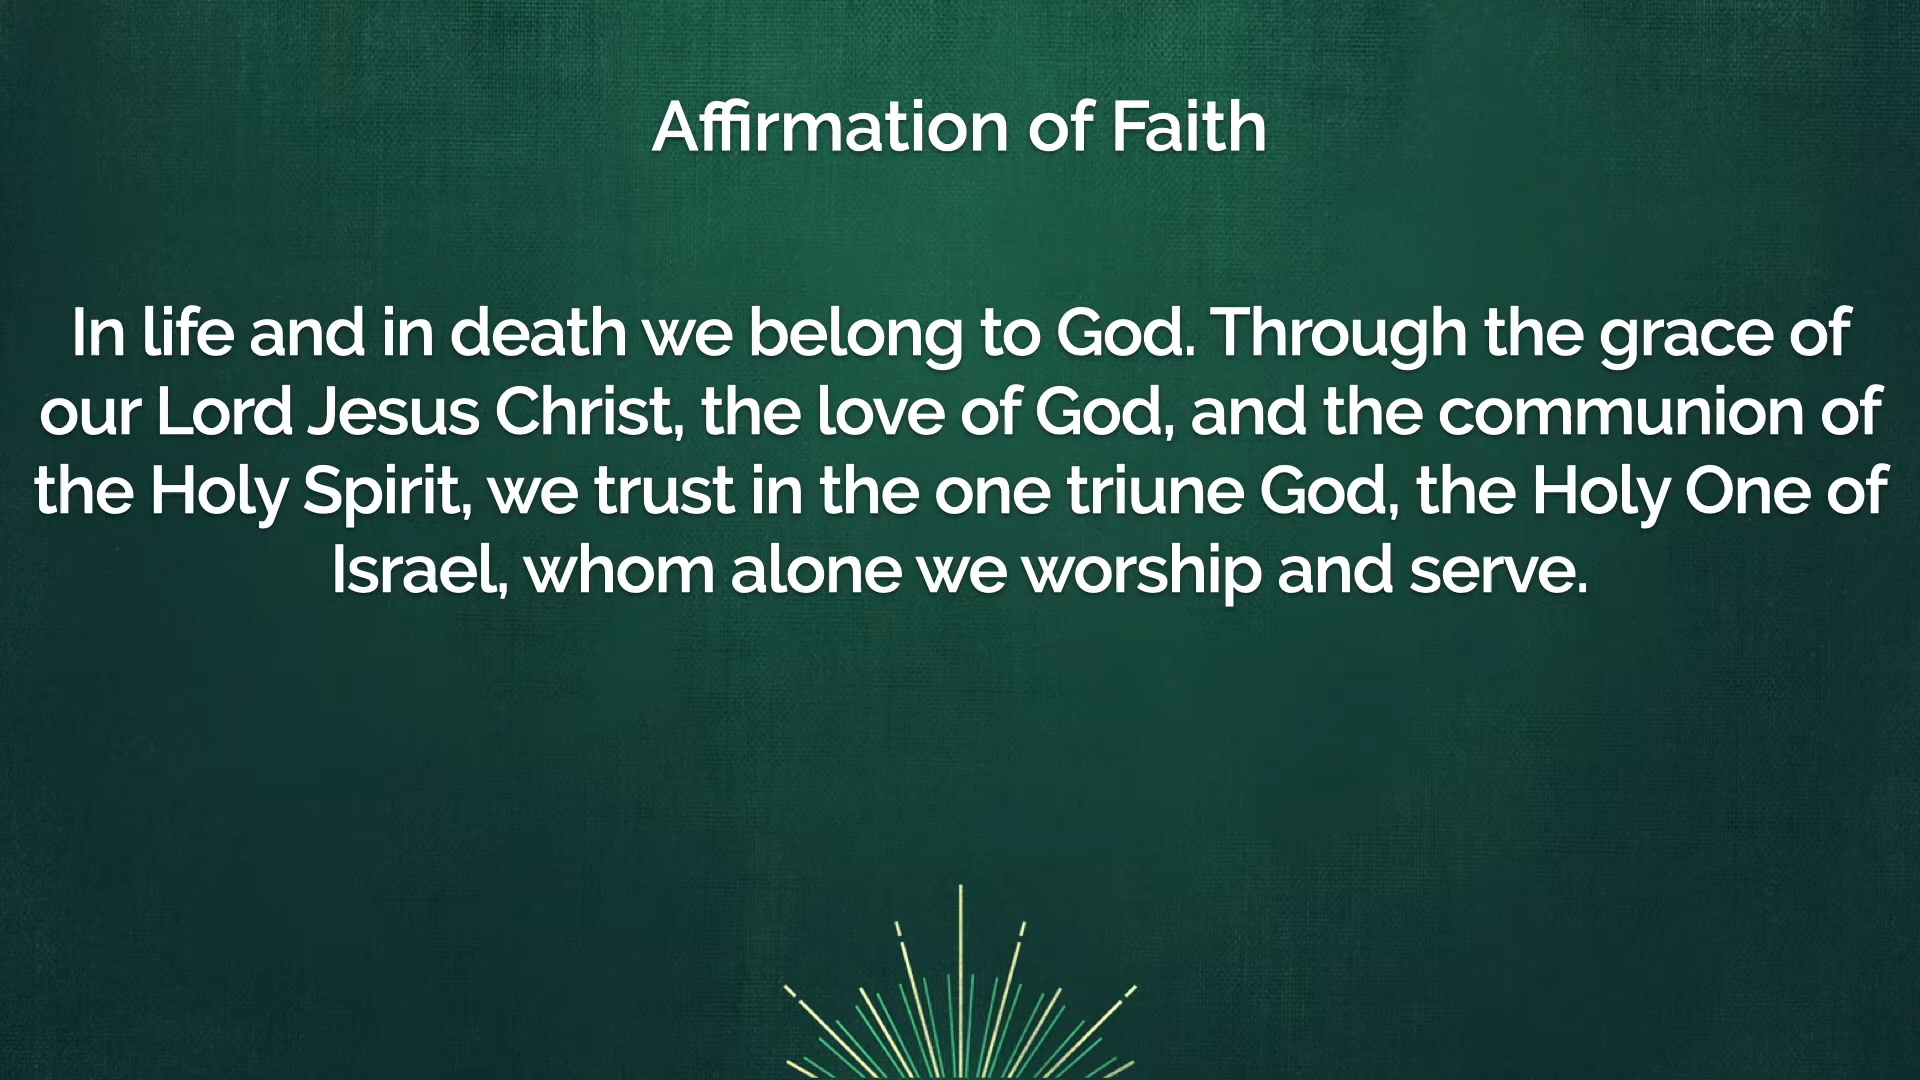 Affirmation of Faith
In life and in death we belong to God. Through the grace of
our Lord Jesus Christ, the love of God, and the communion of
the Holy Spirit, we trust in the one triune God, the Holy One of
Israel, whom alone we worship and serve.